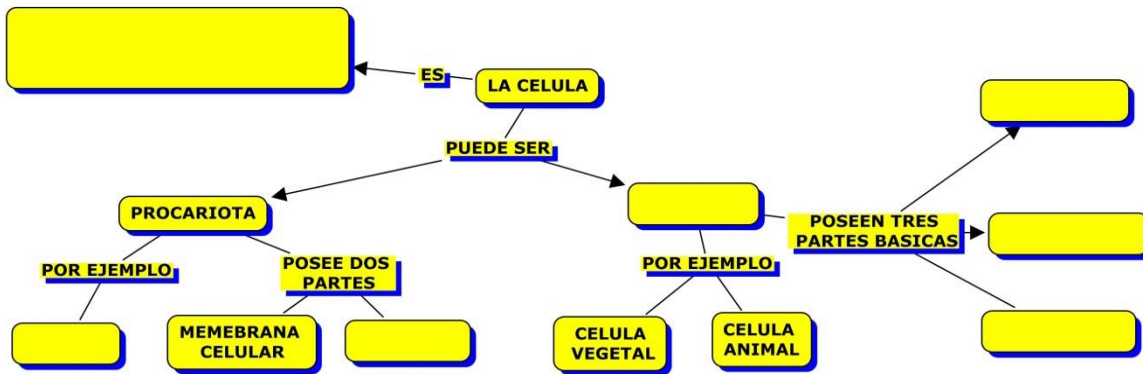 ES
LA CELULA
PUEDE SER
PROCARIOTA
POSEEN TRES
PARTES BASICAS
POR EJEMPLO
POSEE DOS
PARTES
POR EJEMPLO
MEMEBRANA
CELULAR
CELULA
VEGETAL
CELULA
ANIMAL